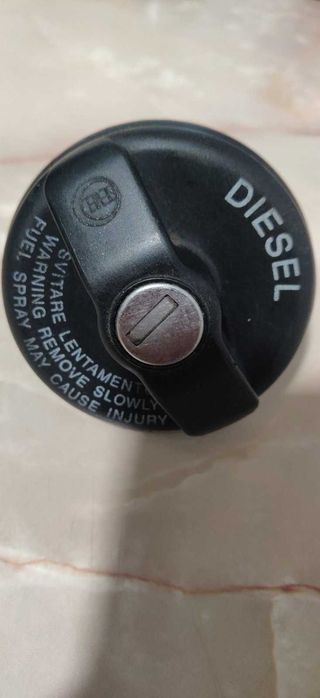 DIESEL
SVITARE LENTAMENTE
WARNING REMOVE SLOWLY
FUEL SPRAY MAY CAUSE INJURY